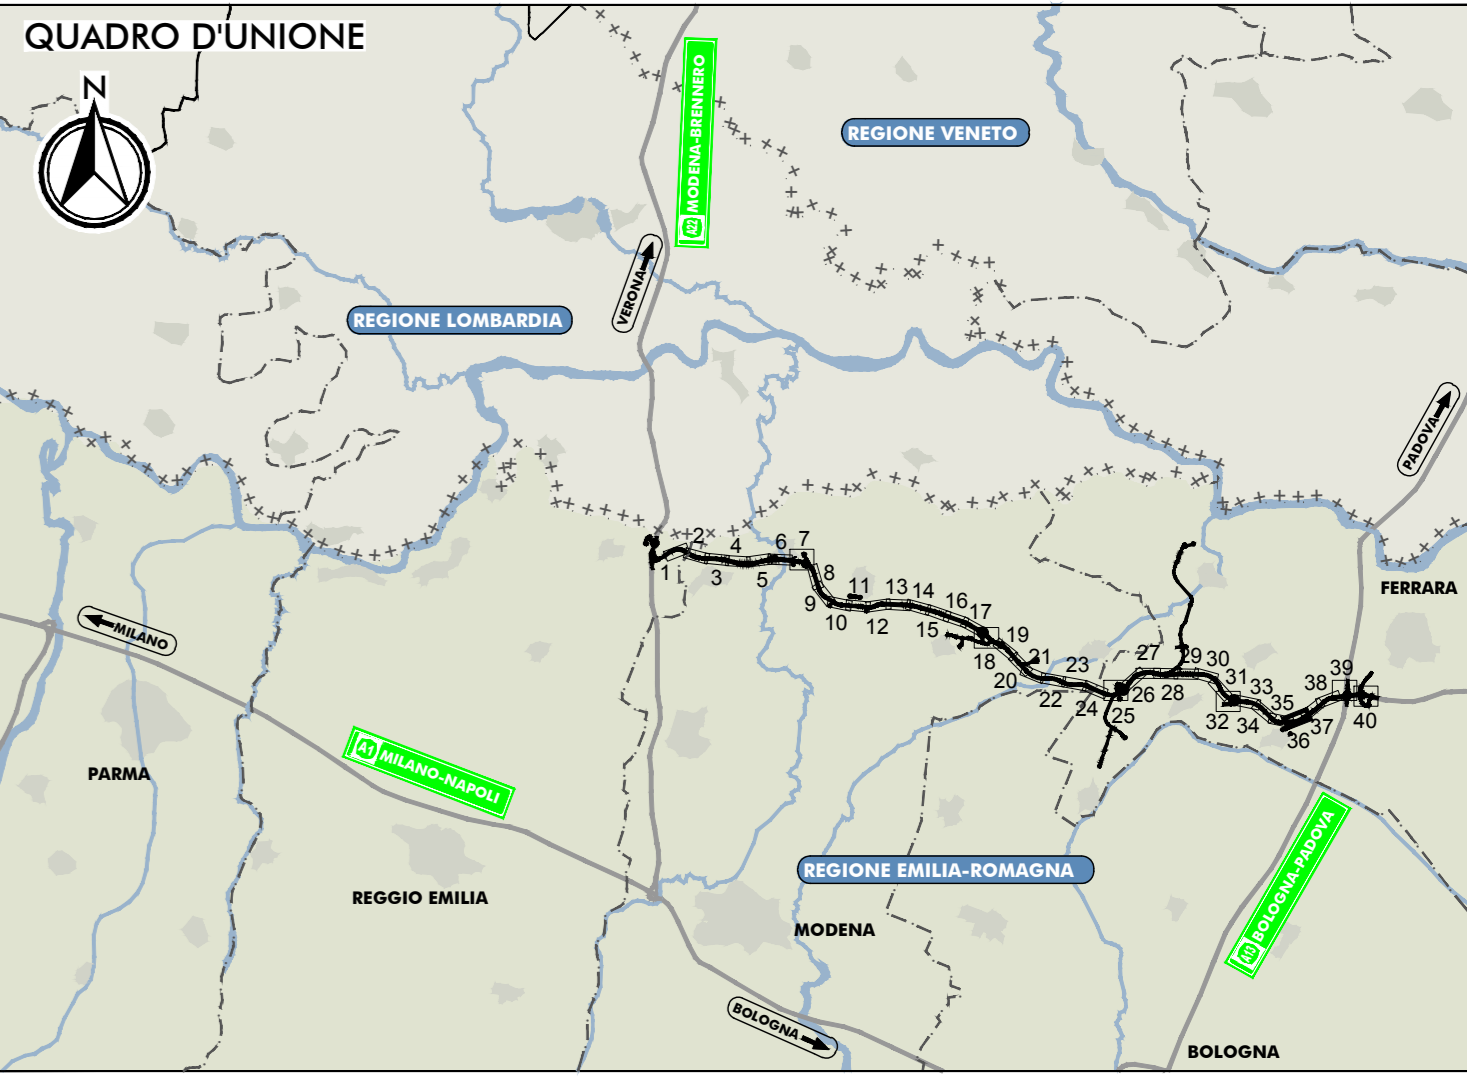 QUADRO D'UNIONE
N
A22 MODENA-BRENNERO
REGIONE VENETO
VERONA
REGIONE LOMBARDIA
PADOVA
FERRARA
MILANO
1
2
3
4
5
6
7
8
9
10
11
12
13
14
15
16
17
18
19
20
21
22
23
24
25
26
27
28
29
30
31
32
33
34
35
36
37
38
39
40
PARMA
A1 MILANO-NAPOLI
REGGIO EMILIA
REGIONE EMILIA-ROMAGNA
MODENA
A13 BOLOGNA-PADOVA
BOLOGNA
BOLOGNA